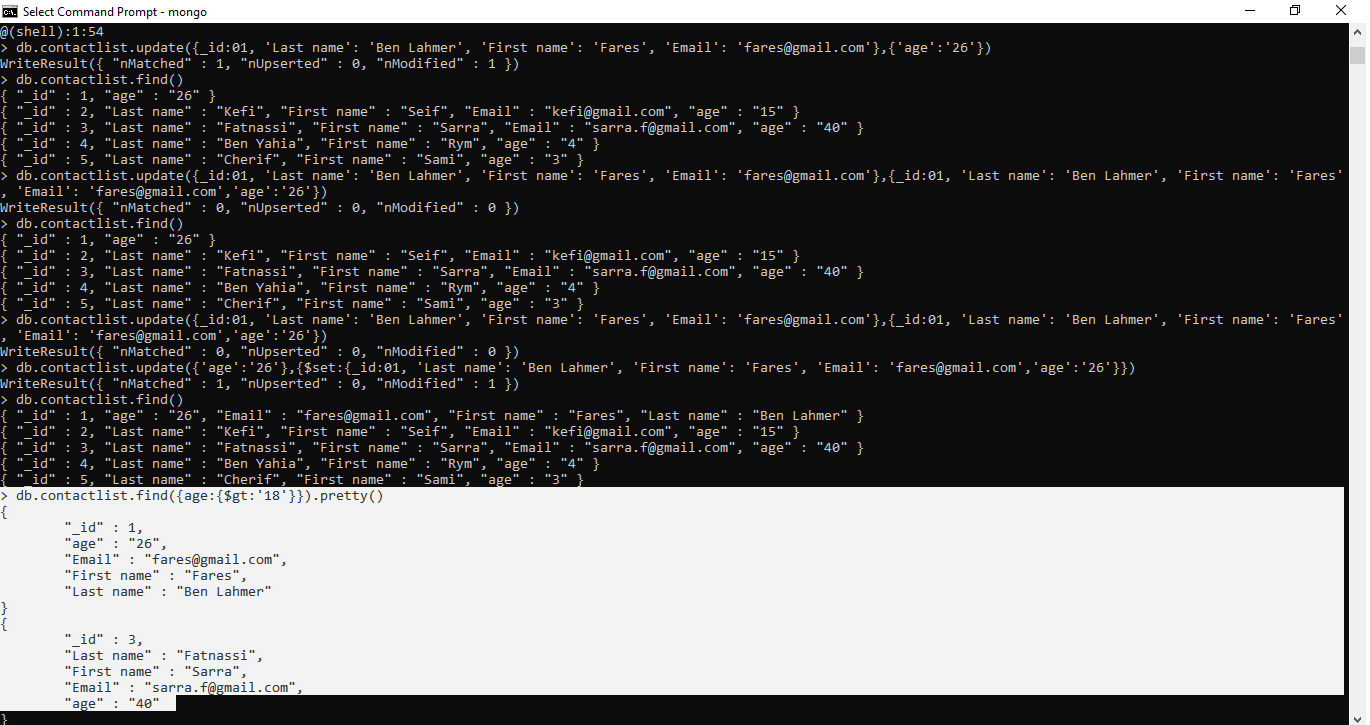 Select Command Prompt - mongo
@(shell):1:54
> db.contactlist.update({_id:01, 'Last name': 'Ben Lahmer', 'First name': 'Fares', 'Email': 'fares@gmail.com'},{'age':'26'})
WriteResult({ "nMatched" : 1, "nUpserted" : 0, "nModified" : 1 })
> db.contactlist.find()
{ "_id" : 1, "age" : "26" }
{ "_id" : 2, "Last name" : "Kefi", "First name" : "Seif", "Email" : "kefi@gmail.com", "age" : "15" }
{ "_id" : 3, "Last name" : "Fatnassi", "First name" : "Sarra", "Email" : "sarra.f@gmail.com", "age" : "40" }
{ "_id" : 4, "Last name" : "Ben Yahia", "First name" : "Rym", "age" : "4" }
{ "_id" : 5, "Last name" : "Cherif", "First name" : "Sami", "age" : "3" }
> db.contactlist.update({_id:01, 'Last name': 'Ben Lahmer', 'First name': 'Fares', 'Email': 'fares@gmail.com'},{_id:01, 'Last name': 'Ben Lahmer', 'First name': 'Fares'
, 'Email': 'fares@gmail.com','age':'26'})
WriteResult({ "nMatched" : 0, "nUpserted" : 0, "nModified" : 0 })
> db.contactlist.find()
{ "_id" : 1, "age" : "26" }
{ "_id" : 2, "Last name" : "Kefi", "First name" : "Seif", "Email" : "kefi@gmail.com", "age" : "15" }
{ "_id" : 3, "Last name" : "Fatnassi", "First name" : "Sarra", "Email" : "sarra.f@gmail.com", "age" : "40" }
{ "_id" : 4, "Last name" : "Ben Yahia", "First name" : "Rym", "age" : "4" }
{ "_id" : 5, "Last name" : "Cherif", "First name" : "Sami", "age" : "3" }
> db.contactlist.update({_id:01, 'Last name': 'Ben Lahmer', 'First name': 'Fares', 'Email': 'fares@gmail.com'},{_id:01, 'Last name': 'Ben Lahmer', 'First name': 'Fares'
, 'Email': 'fares@gmail.com','age':'26'})
WriteResult({ "nMatched" : 0, "nUpserted" : 0, "nModified" : 0 })
> db.contactlist.update({'age':'26'},{$set:{_id:01, 'Last name': 'Ben Lahmer', 'First name': 'Fares', 'Email': 'fares@gmail.com','age':'26'}})
WriteResult({ "nMatched" : 1, "nUpserted" : 0, "nModified" : 1 })
> db.contactlist.find()
{ "_id" : 1, "age" : "26", "Email" : "fares@gmail.com", "First name" : "Fares", "Last name" : "Ben Lahmer" }
{ "_id" : 2, "Last name" : "Kefi", "First name" : "Seif", "Email" : "kefi@gmail.com", "age" : "15" }
{ "_id" : 3, "Last name" : "Fatnassi", "First name" : "Sarra", "Email" : "sarra.f@gmail.com", "age" : "40" }
{ "_id" : 4, "Last name" : "Ben Yahia", "First name" : "Rym", "age" : "4" }
{ "_id" : 5, "Last name" : "Cherif", "First name" : "Sami", "age" : "3" }
> db.contactlist.find({age:{$gt:'18'}}).pretty()
{
        "_id" : 1,
        "age" : "26",
        "Email" : "fares@gmail.com",
        "First name" : "Fares",
        "Last name" : "Ben Lahmer"
}
{
        "_id" : 3,
        "Last name" : "Fatnassi",
        "First name" : "Sarra",
        "Email" : "sarra.f@gmail.com",
        "age" : "40"
}